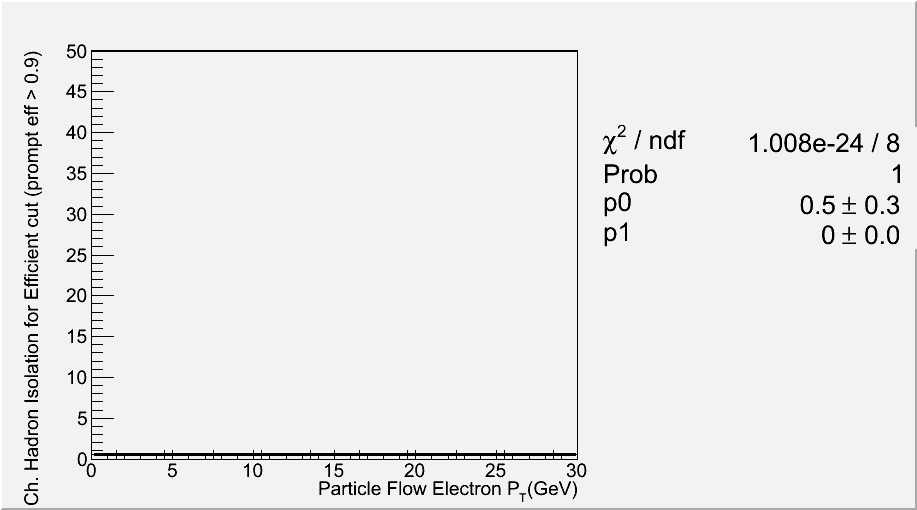 Ch. Hadron Isolation for Efficient cut (prompt eff > 0.9)
50
45
40
35
30
25
20
15
10
5
0
0 5 10 15 20 25 30
Particle Flow Electron P_T(GeV)
χ² / ndf 1.008e-24 / 8
Prob 1
p0 0.5 ± 0.3
p1 0 ± 0.0